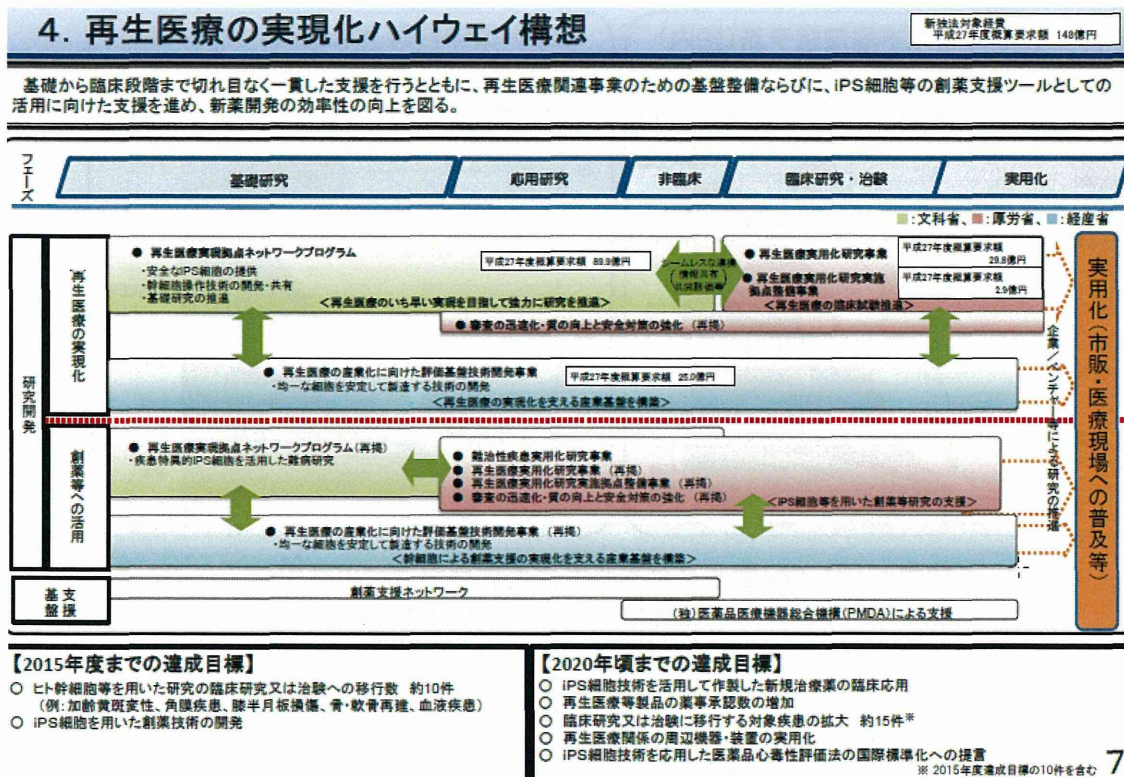 4. 再生医療の実現化ハイウェイ構想
新独法対象経費
平成27年度概算要求額 148億円
基礎から臨床段階まで切れ目なく一貫した支援を行うとともに、再生医療関連事業のための基盤整備ならびに、iPS細胞等の創薬支援ツールとしての
活用に向けた支援を進め、新薬開発の効率性の向上を図る。
フェーズ
基礎研究
応用研究
非臨床
臨床研究・治験
実用化
■:文科省、■:厚労省、■:経産省
研究開発
再生医療の実現化
● 再生医療実現拠点ネットワークプログラム
・安全なiPS細胞の提供
・幹細胞操作技術の開発・共有
・基礎研究の推進
平成27年度概算要求額 89.9億円
<再生医療のいち早い実現を目指して強力に研究を推進>
シームレスな連携
情報共有
共同評価等
● 再生医療実用化研究事業
平成27年度概算要求額
29.8億円
● 再生医療実用化研究実施
拠点整備事業
平成27年度概算要求額
2.9億円
<再生医療の臨床試験推進>
● 審査の迅速化・質の向上と安全対策の強化 (再掲)
● 再生医療の産業化に向けた評価基盤技術開発事業
・均一な細胞を安定して製造する技術の開発
平成27年度概算要求額 25.0億円
<再生医療の実現化を支える産業基盤を構築>
創薬等への活用
● 再生医療実現拠点ネットワークプログラム(再掲)
・疾患特異的iPS細胞を活用した難病研究
● 難治性疾患実用化研究事業
● 再生医療実用化研究事業 (再掲)
● 再生医療実用化研究実施拠点整備事業 (再掲)
● 審査の迅速化・質の向上と安全対策の強化 (再掲)
<iPS細胞等を用いた創薬等研究の支援>
● 再生医療の産業化に向けた評価基盤技術開発事業 (再掲)
・均一な細胞を安定して製造する技術の開発
<幹細胞による創薬支援の実現化を支える産業基盤を構築>
企業/ベンチャー等による研究の推進
実用化(市販・医療現場への普及等)
支援基盤
創薬支援ネットワーク
(独)医薬品医療機器総合機構(PMDA)による支援
【2015年度までの達成目標】
○ ヒト幹細胞等を用いた研究の臨床研究又は治験への移行数 約10件
(例:加齢黄斑変性、角膜疾患、膝半月板損傷、骨・軟骨再建、血液疾患)
○ iPS細胞を用いた創薬技術の開発
【2020年頃までの達成目標】
○ iPS細胞技術を活用して作製した新規治療薬の臨床応用
○ 再生医療等製品の薬事承認数の増加
○ 臨床研究又は治験に移行する対象疾患の拡大 約15件※
○ 再生医療関係の周辺機器・装置の実用化
○ iPS細胞技術を応用した医薬品心毒性評価法の国際標準化への提言
※ 2015年度達成目標の10件を含む
7